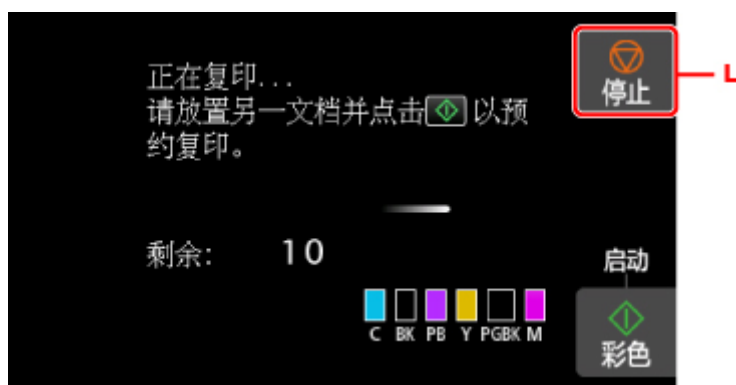 正在复印...
请放置另一文档并点击 以预
约复印。
停止
L
剩余: 10
C BK PB Y PGBK M
启动
彩色